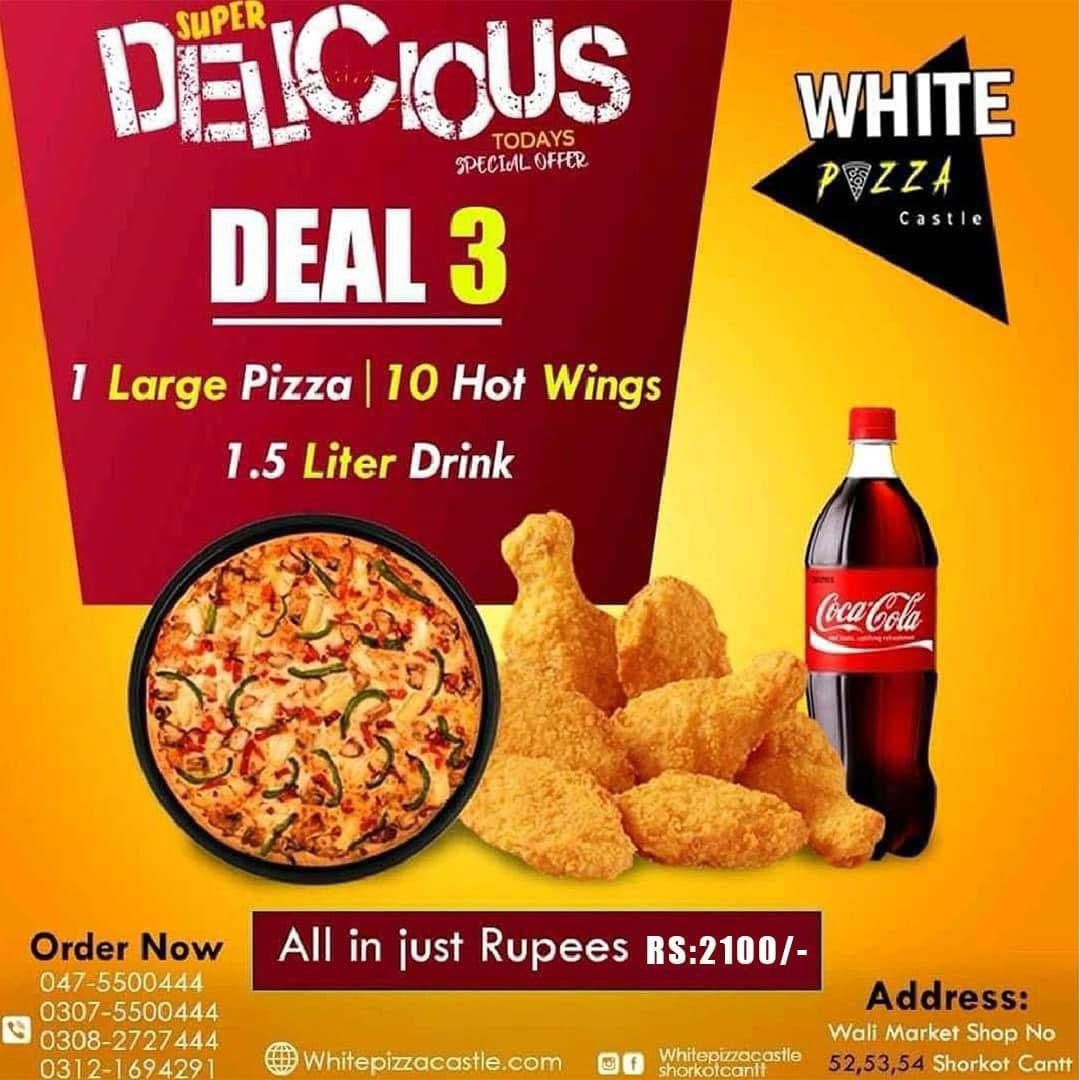 SUPER
DELICIOUS
TODAYS
SPECIAL OFFER
WHITE
PIZZA
Castle
DEAL 3
1 Large Pizza | 10 Hot Wings
1.5 Liter Drink
Coca-Cola
All in just Rupees RS:2100/-
Order Now
047-5500444
0307-5500444
0308-2727444
0312-1694291
Whitepizzacastle.com
Whitepizzacastle
shorkotcantt
Address:
Wali Market Shop No
52,53,54 Shorkot Cantt